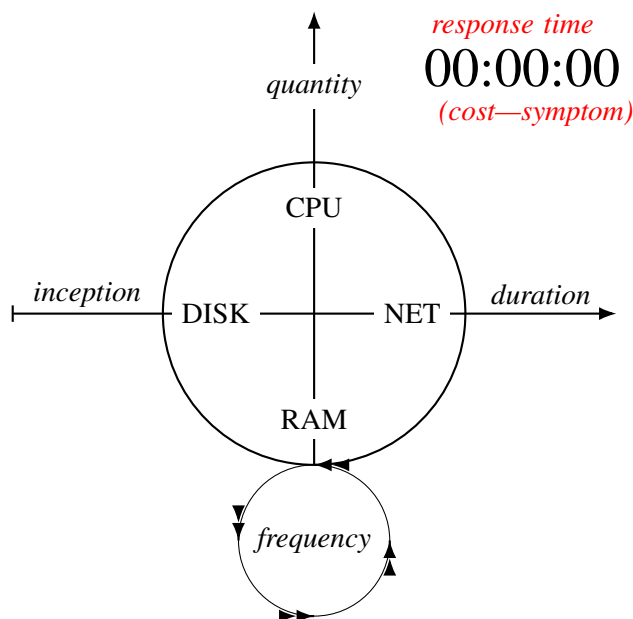 response time
00:00:00
(cost—symptom)
quantity
CPU
inception
duration
DISK
NET
RAM
frequency